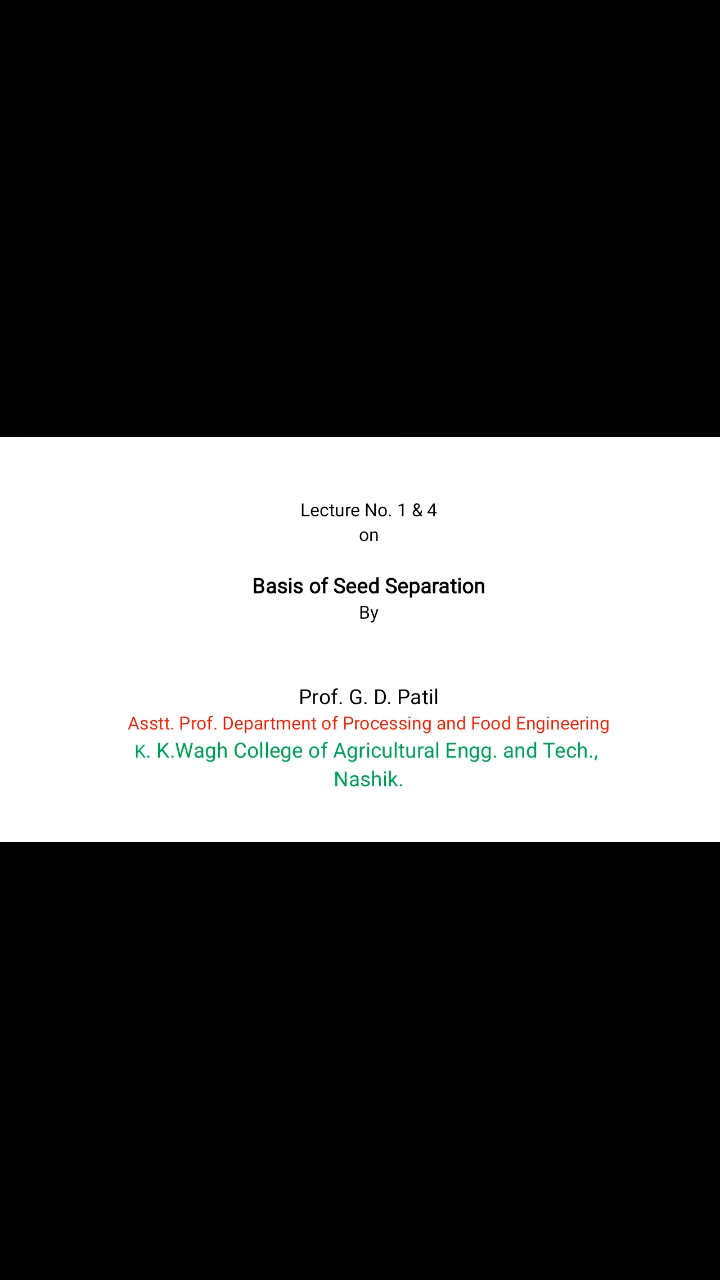 Lecture No. 1 & 4
on
Basis of Seed Separation
By
Prof. G. D. Patil
Asstt. Prof. Department of Processing and Food Engineering
K. K.Wagh College of Agricultural Engg. and Tech.,
Nashik.